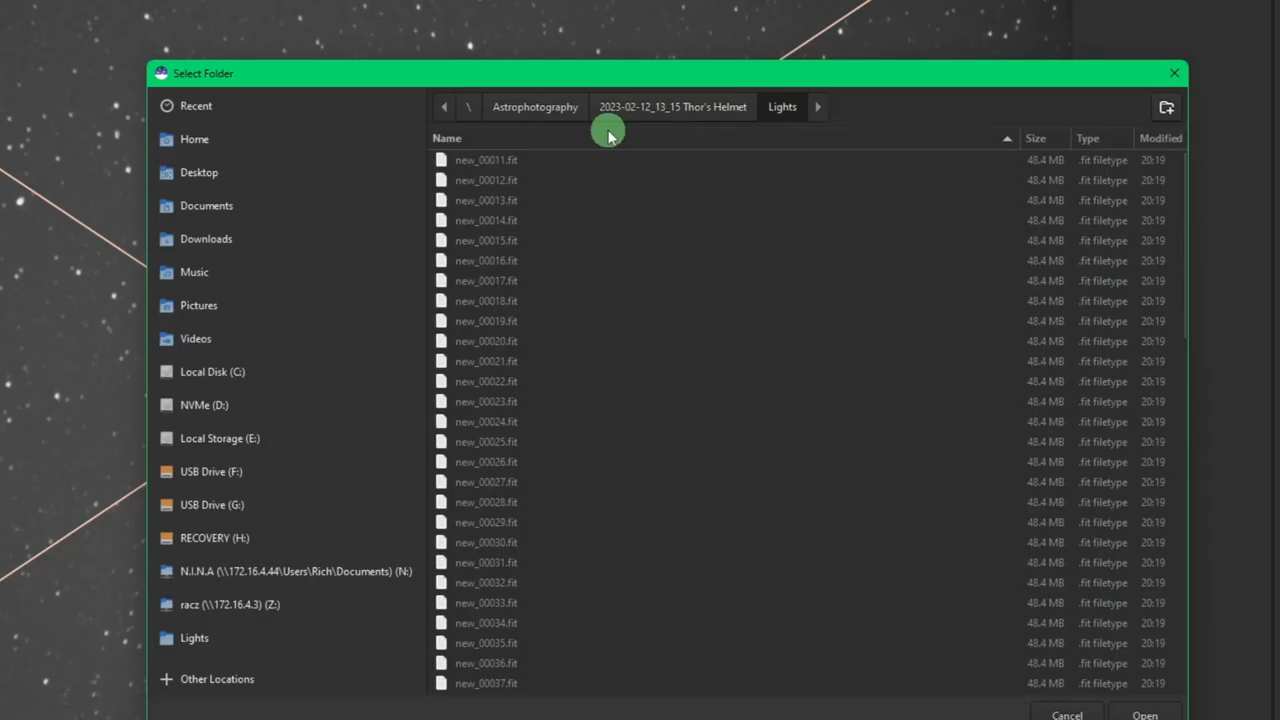 Select Folder
Recent
Home
Desktop
Documents
Downloads
Music
Pictures
Videos
Local Disk (C:)
NVMe (D:)
Local Storage (E:)
USB Drive (F:)
USB Drive (G:)
RECOVERY (H:)
N.I.N.A (\\172.16.4.44\Users\Rich\Documents) (N:)
racz (\\172.16.4.3) (Z:)
Lights
Other Locations
\ Astrophotography 2023-02-12_13_15 Thor's Helmet Lights
Name Size Type Modified
new_00011.fit 48.4 MB .fit filetype 20:19
new_00012.fit 48.4 MB .fit filetype 20:19
new_00013.fit 48.4 MB .fit filetype 20:19
new_00014.fit 48.4 MB .fit filetype 20:19
new_00015.fit 48.4 MB .fit filetype 20:19
new_00016.fit 48.4 MB .fit filetype 20:19
new_00017.fit 48.4 MB .fit filetype 20:19
new_00018.fit 48.4 MB .fit filetype 20:19
new_00019.fit 48.4 MB .fit filetype 20:19
new_00020.fit 48.4 MB .fit filetype 20:19
new_00021.fit 48.4 MB .fit filetype 20:19
new_00022.fit 48.4 MB .fit filetype 20:19
new_00023.fit 48.4 MB .fit filetype 20:19
new_00024.fit 48.4 MB .fit filetype 20:19
new_00025.fit 48.4 MB .fit filetype 20:19
new_00026.fit 48.4 MB .fit filetype 20:19
new_00027.fit 48.4 MB .fit filetype 20:19
new_00028.fit 48.4 MB .fit filetype 20:19
new_00029.fit 48.4 MB .fit filetype 20:19
new_00030.fit 48.4 MB .fit filetype 20:19
new_00031.fit 48.4 MB .fit filetype 20:19
new_00032.fit 48.4 MB .fit filetype 20:19
new_00033.fit 48.4 MB .fit filetype 20:19
new_00034.fit 48.4 MB .fit filetype 20:19
new_00035.fit 48.4 MB .fit filetype 20:19
new_00036.fit 48.4 MB .fit filetype 20:19
new_00037.fit 48.4 MB .fit filetype 20:19
Cancel Open